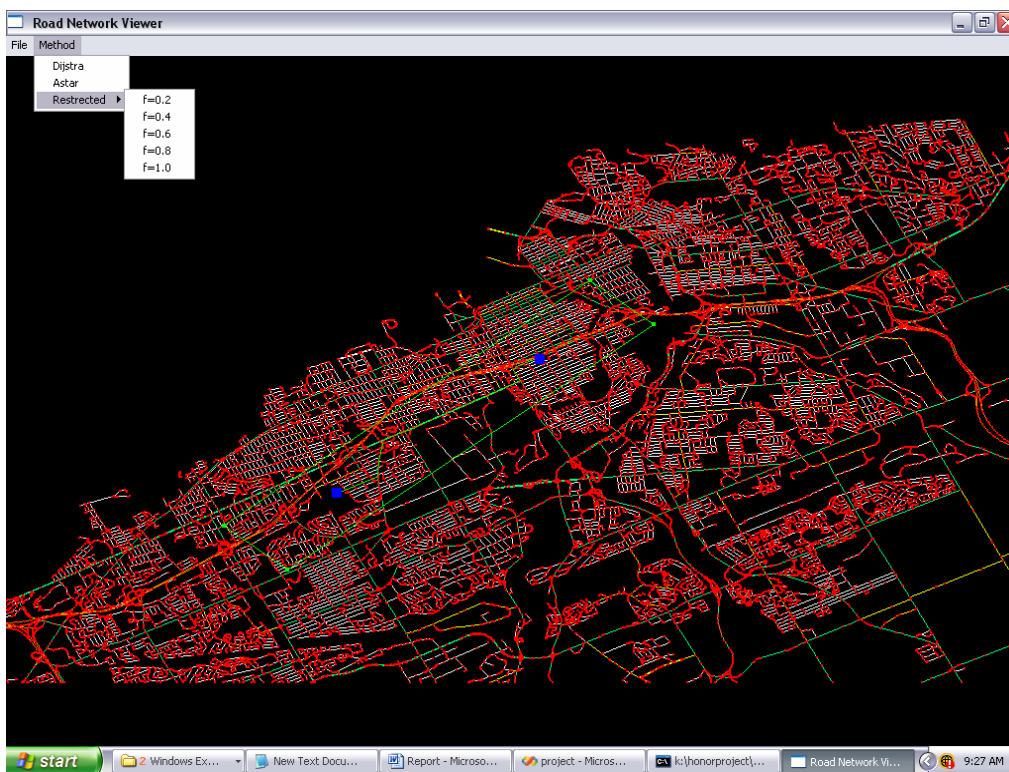 Road Network Viewer
File Method
Dijstra
Astar
Restrected
f=0.2
f=0.4
f=0.6
f=0.8
f=1.0
start 2 Windows Ex... New Text Docu... Report - Microso... project - Micros... k:\honorproject\... Road Network Vi... 9:27 AM